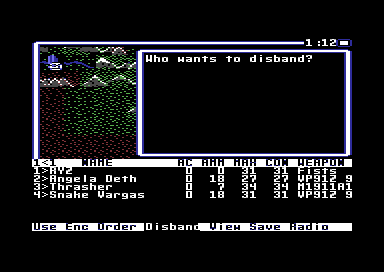 1:12
Who wants to disband?
1<1 NAME AC AMM MAX CON WEAPON
1> 0 0 31 31 Fists
2>Angela Deth 0 18 27 27 VP912 9
3>Thrasher 0 7 34 34 M1911A1
4>Snake Vargas 0 18 31 31 VP912 9
Use Enc Order Disband View Save Radio